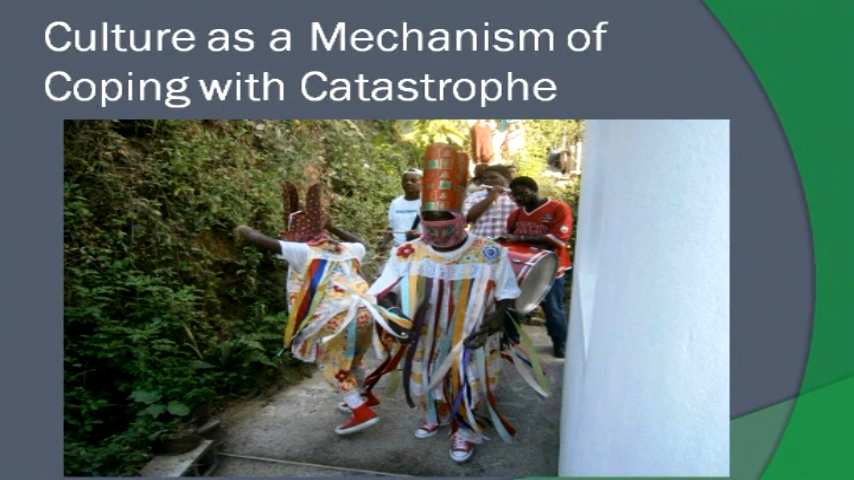 Culture as a Mechanism of
Coping with Catastrophe